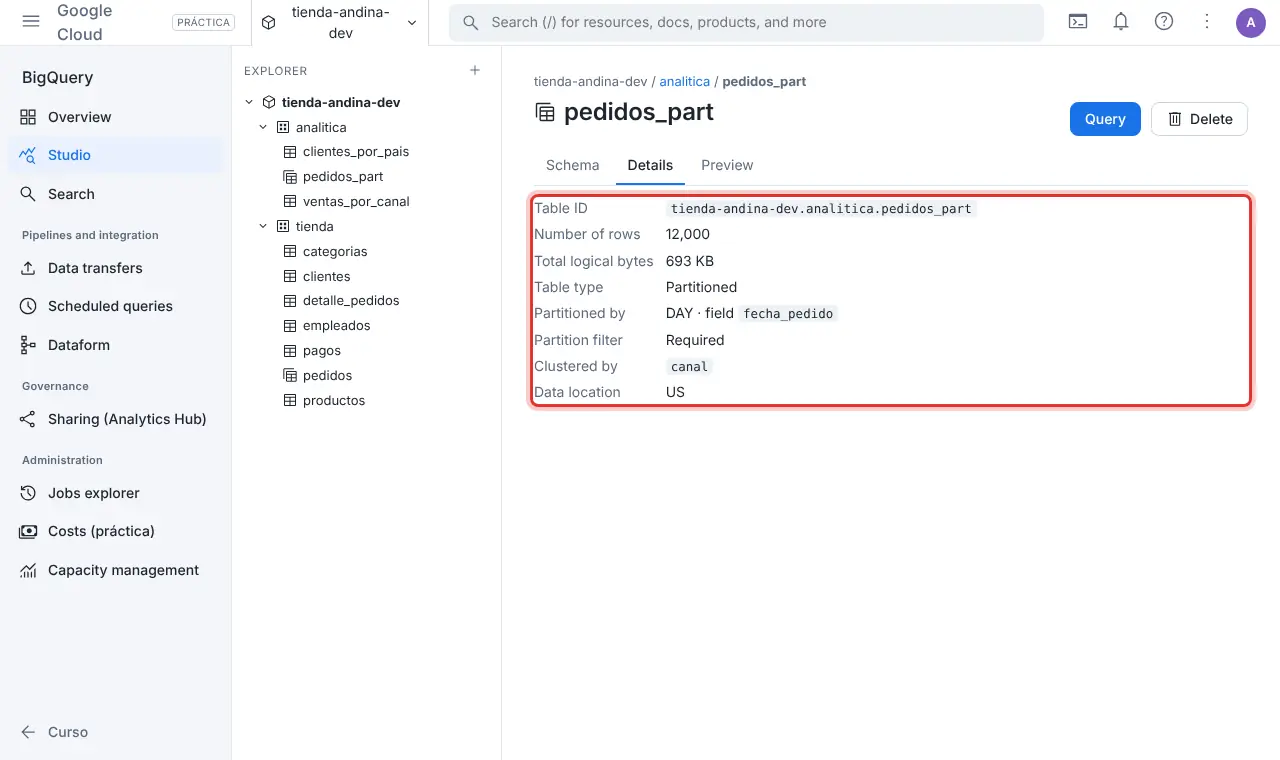 Google Cloud
PRÁCTICA
tienda-andina-dev
Search (/) for resources, docs, products, and more
A
BigQuery
Overview
Studio
Search
Pipelines and integration
Data transfers
Scheduled queries
Dataform
Governance
Sharing (Analytics Hub)
Administration
Jobs explorer
Costs (práctica)
Capacity management
Curso
EXPLORER
tienda-andina-dev
analitica
clientes_por_pais
pedidos_part
ventas_por_canal
tienda
categorias
clientes
detalle_pedidos
empleados
pagos
pedidos
productos
tienda-andina-dev / analitica / pedidos_part
pedidos_part
Query
Delete
Schema Details Preview
Table ID tienda-andina-dev.analitica.pedidos_part
Number of rows 12,000
Total logical bytes 693 KB
Table type Partitioned
Partitioned by DAY · field fecha_pedido
Partition filter Required
Clustered by canal
Data location US